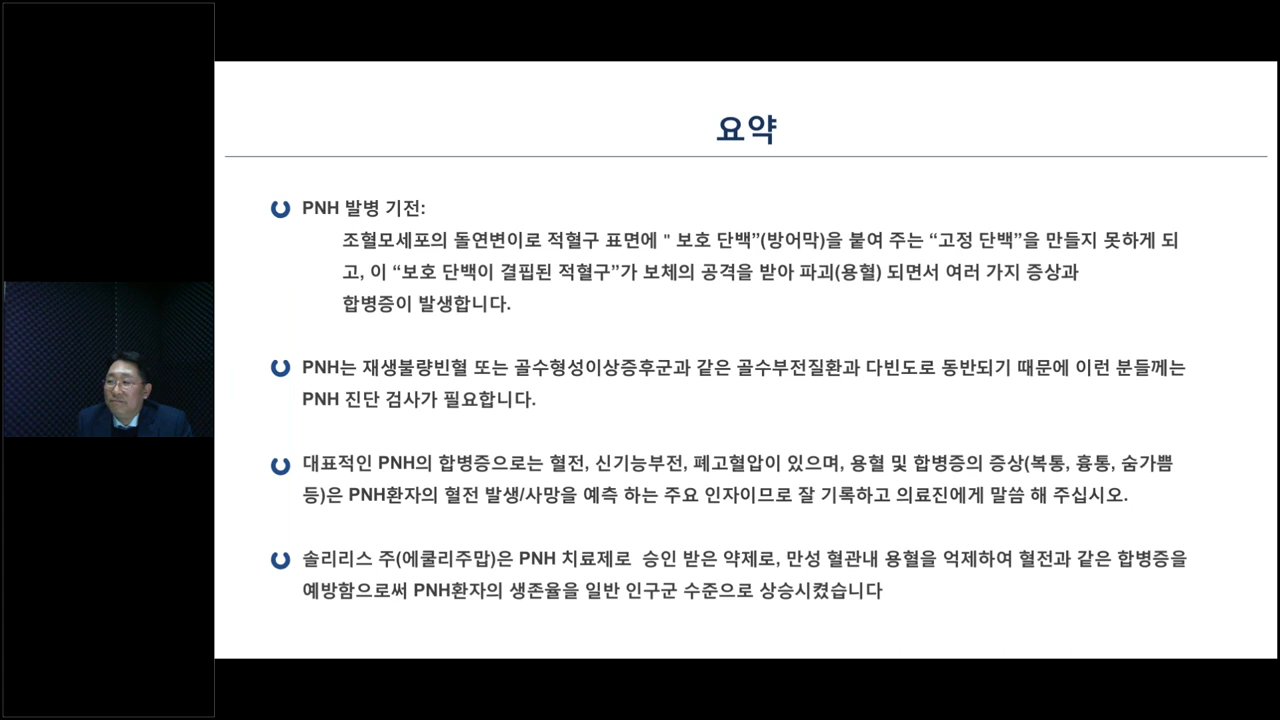 요약
PNH 발병 기전:
조혈모세포의 돌연변이로 적혈구 표면에 " 보호 단백”(방어막)을 붙여 주는 “고정 단백”을 만들지 못하게 되
고, 이 “보호 단백이 결핍된 적혈구”가 보체의 공격을 받아 파괴(용혈) 되면서 여러 가지 증상과
합병증이 발생합니다.
PNH는 재생불량빈혈 또는 골수형성이상증후군과 같은 골수부전질환과 다빈도로 동반되기 때문에 이런 분들께는
PNH 진단 검사가 필요합니다.
대표적인 PNH의 합병증으로는 혈전, 신기능부전, 폐고혈압이 있으며, 용혈 및 합병증의 증상(복통, 흉통, 숨가쁨
등)은 PNH환자의 혈전 발생/사망을 예측 하는 주요 인자이므로 잘 기록하고 의료진에게 말씀 해 주십시오.
솔리리스 주(에쿨리주맙)은 PNH 치료제로  승인 받은 약제로, 만성 혈관내 용혈을 억제하여 혈전과 같은 합병증을
예방함으로써 PNH환자의 생존율을 일반 인구군 수준으로 상승시켰습니다